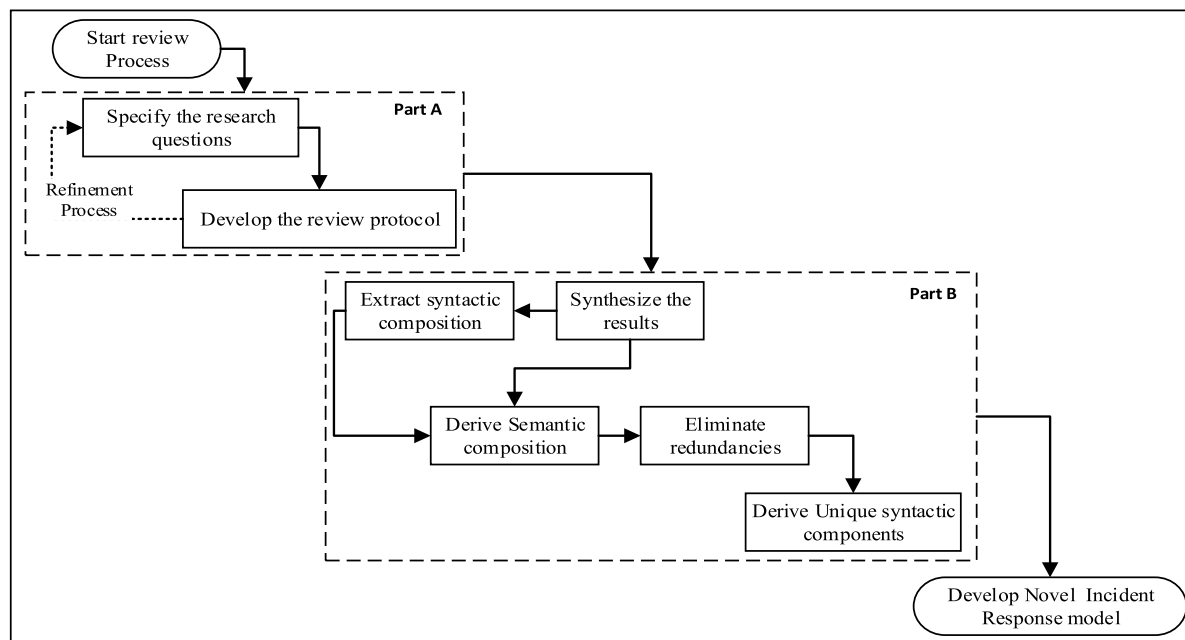 Start review
Process
Part A
Specify the research
questions
Refinement
Process
Develop the review protocol
Part B
Extract syntactic
composition
Synthesize the
results
Derive Semantic
composition
Eliminate
redundancies
Derive Unique syntactic
components
Develop Novel Incident
Response model